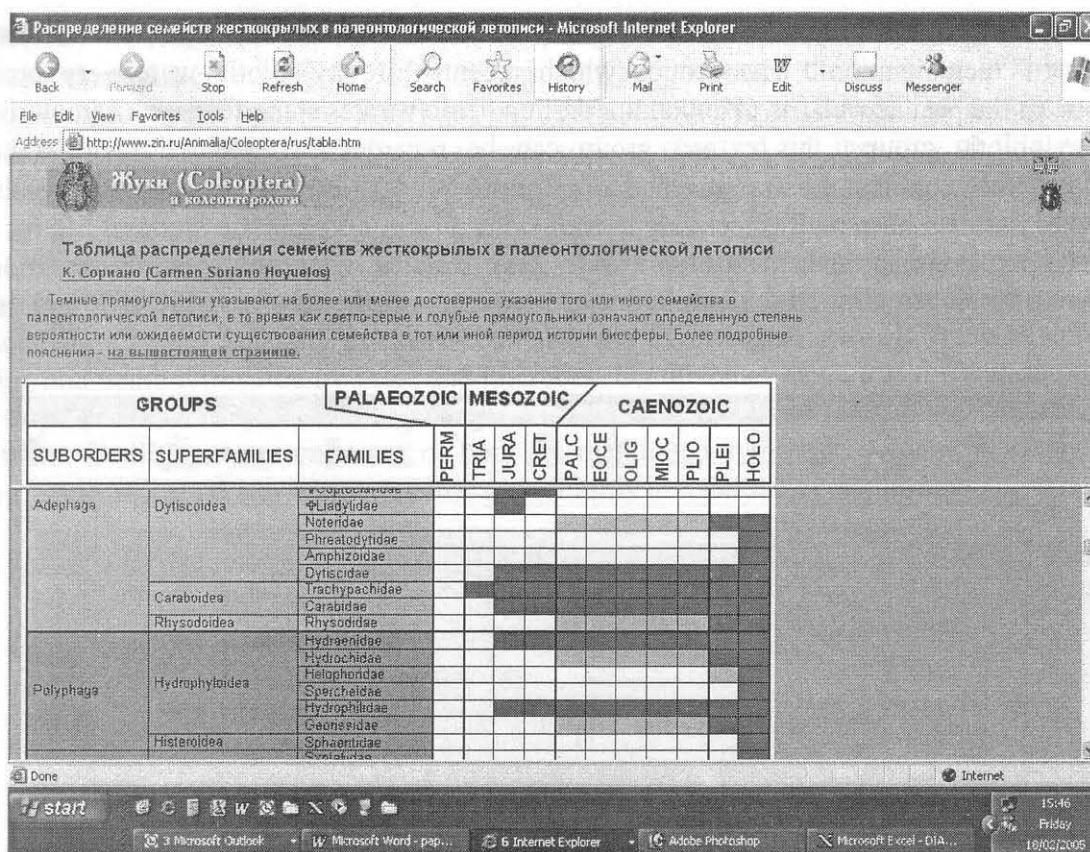 Распределение семейств жесткокрылых в палеонтологической летописи - Microsoft Internet Explorer
Back Forward Stop Refresh Home Search Favorites History Mail Print Edit Discuss Messenger
File Edit View Favorites Tools Help
Address http://www.zin.ru/Animalia/Coleoptera/rus/tabla.htm
Жуки (Coleoptera)
и колеоптерологи
Таблица распределения семейств жесткокрылых в палеонтологической летописи
К. Сориано (Carmen Soriano Hoyuelos)
Темные прямоугольники указывают на более или менее достоверное указание того или иного семейства в
палеонтологической летописи, в то время как светло-серые и голубые прямоугольники означают определенную степень
вероятности или ожидаемости существования семейства в тот или иной период истории биосферы. Более подробные
пояснения - на вышестоящей странице.
GROUPS PALAEOZOIC MESOZOIC CAENOZOIC
SUBORDERS SUPERFAMILIES FAMILIES PERM TRIA JURA CRET PALC EOCE OLIG MIOC PLIO PLEI HOLO
Coptoclavidae
Adephaga Dytiscoidea Liadytidae
Noteridae
Phreatodytidae
Amphizoidae
Dytiscidae
Caraboidea Trachypachidae
Carabidae
Rhysodoidea Rhysodidae
Hydraenidae
Hydrochidae
Polyphaga Hydrophyloidea Helophoridae
Spercheidae
Hydrophilidae
Georissidae
Histeroidea Sphaeritidae
Done Internet
start 15:46
3 Microsoft Outlook Microsoft Word - pap... 6 Internet Explorer Adobe Photoshop Microsoft Excel - DIA... Friday
18/02/2005